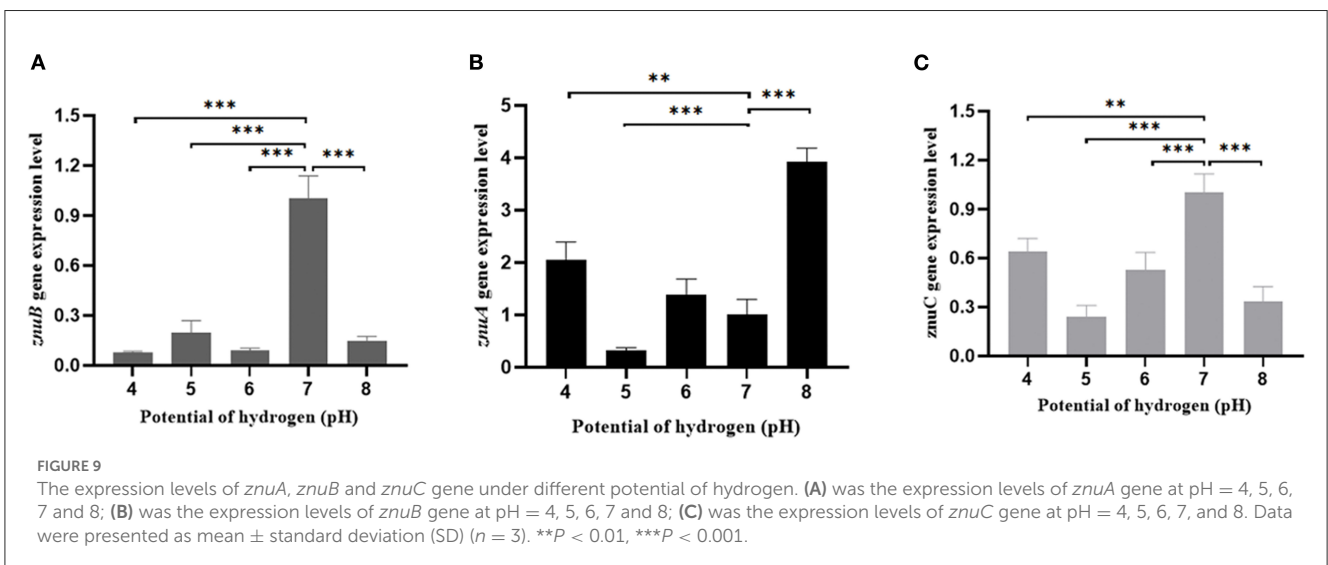 A
B
C
znuB gene expression level
1.5
1.2
0.9
0.6
0.3
0.0
***
***
***
***
4 5 6 7 8
Potential of hydrogen (pH)
znuA gene expression level
5
4
3
2
1
0
**
***
***
4 5 6 7 8
Potential of hydrogen (pH)
znuC gene expression level
1.5
1.2
0.9
0.6
0.3
0.0
**
***
***
***
4 5 6 7 8
Potential of hydrogen (pH)
FIGURE 9
The expression levels of znuA, znuB and znuC gene under different potential of hydrogen. (A) was the expression levels of znuA gene at pH = 4, 5, 6,
7 and 8; (B) was the expression levels of znuB gene at pH = 4, 5, 6, 7 and 8; (C) was the expression levels of znuC gene at pH = 4, 5, 6, 7, and 8. Data
were presented as mean ± standard deviation (SD) (n = 3). **P < 0.01, ***P < 0.001.